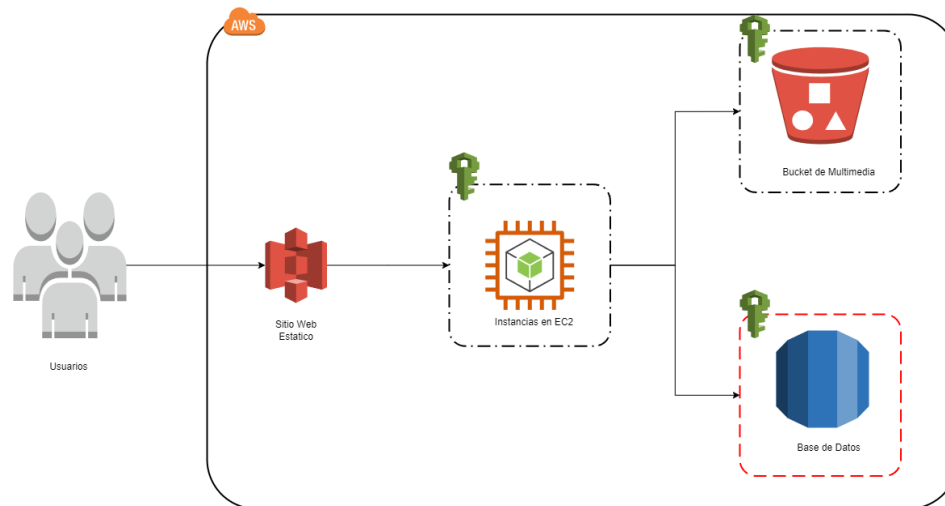 AWS
Bucket de Multimedia
Sitio Web
Estatico
Instancias en EC2
Usuarios
Base de Datos